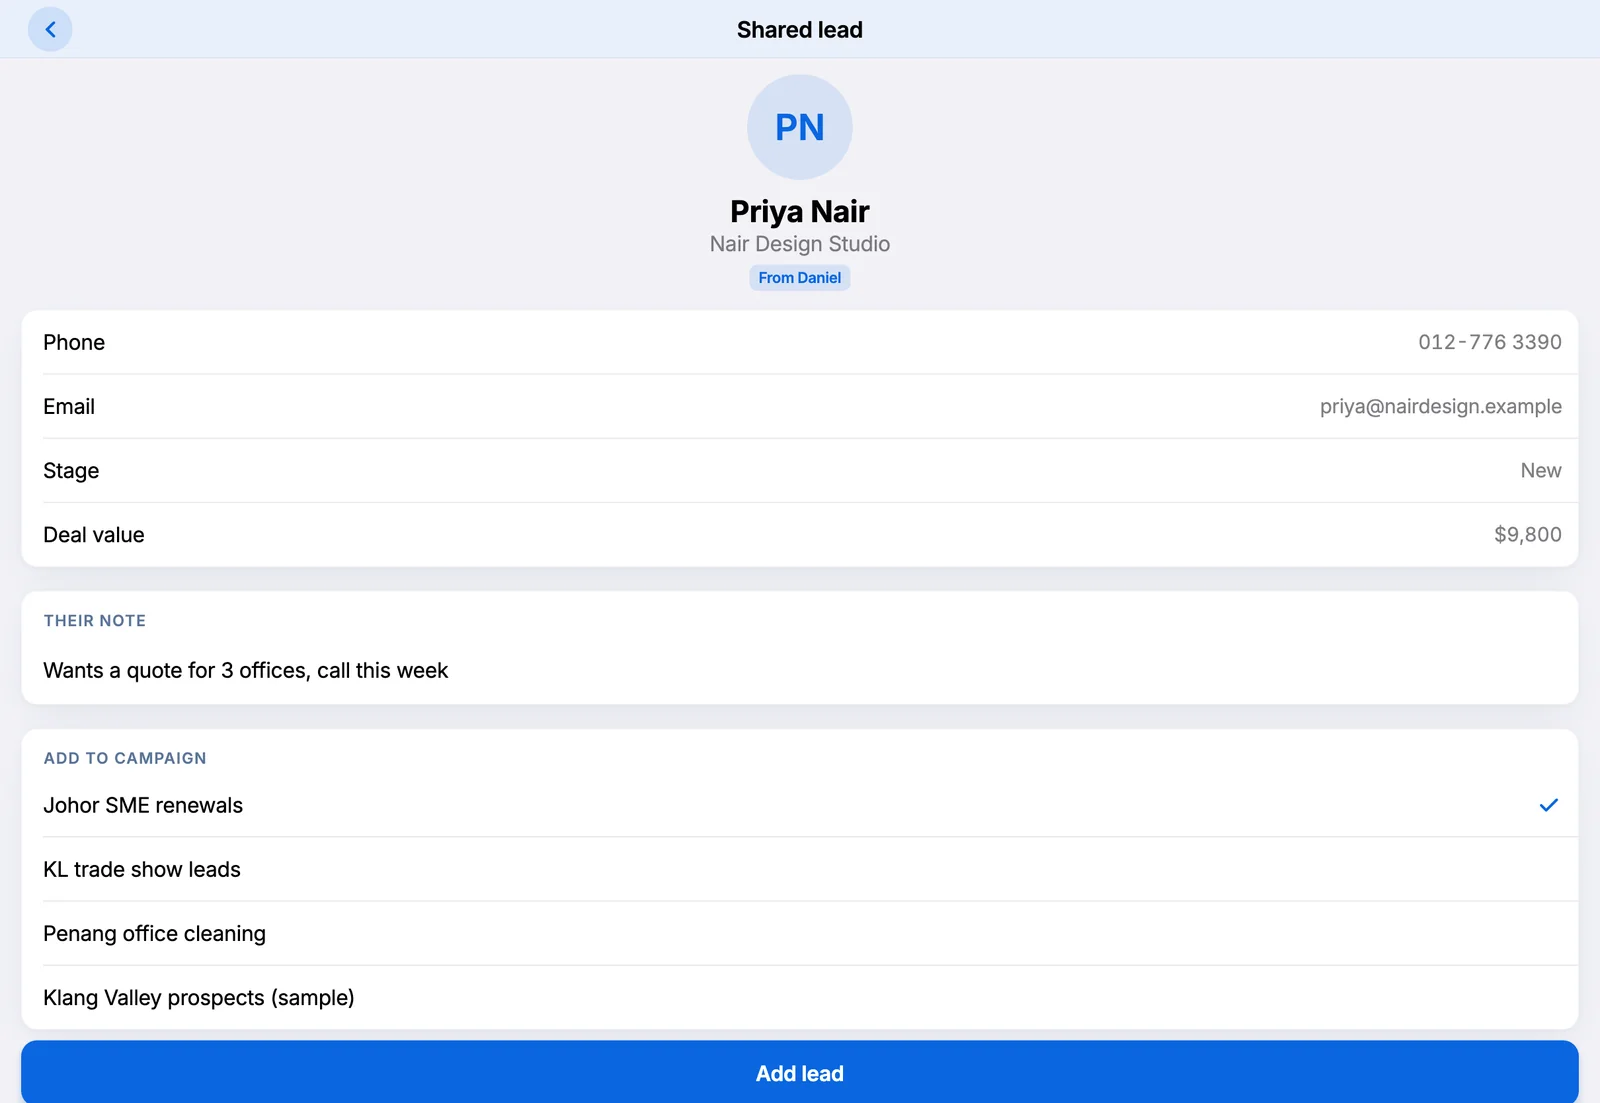 Shared lead
PN
Priya Nair
Nair Design Studio
From Daniel
Phone 012-776 3390
Email priya@nairdesign.example
Stage New
Deal value $9,800
THEIR NOTE
Wants a quote for 3 offices, call this week
ADD TO CAMPAIGN
Johor SME renewals
KL trade show leads
Penang office cleaning
Klang Valley prospects (sample)
Add lead